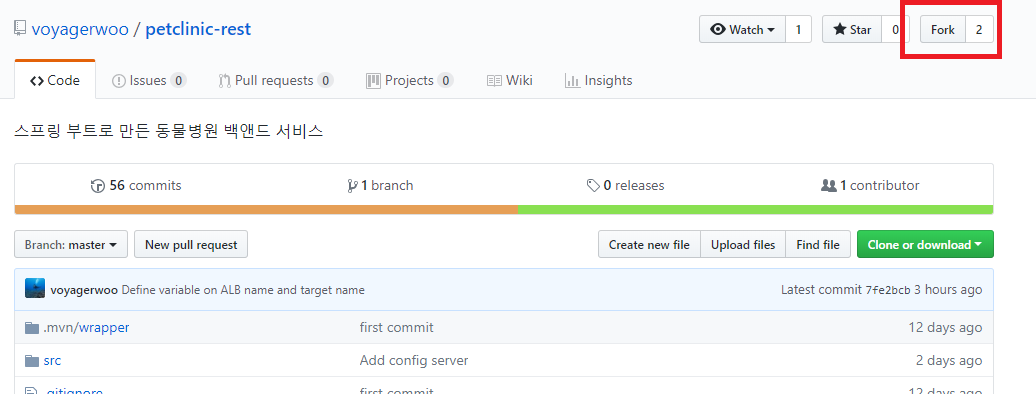 voyagerwoo / petclinic-rest
Watch 1 Star 0 Fork 2
Code Issues 0 Pull requests 0 Projects 0 Wiki Insights
스프링 부트로 만든 동물병원 백앤드 서비스
56 commits 1 branch 0 releases 1 contributor
Branch: master New pull request Create new file Upload files Find file Clone or download
voyagerwoo Define variable on ALB name and target name Latest commit 7fe2bcb 3 hours ago
.mvn/wrapper first commit 12 days ago
src Add config server 2 days ago
.gitignore first commit 12 days ago